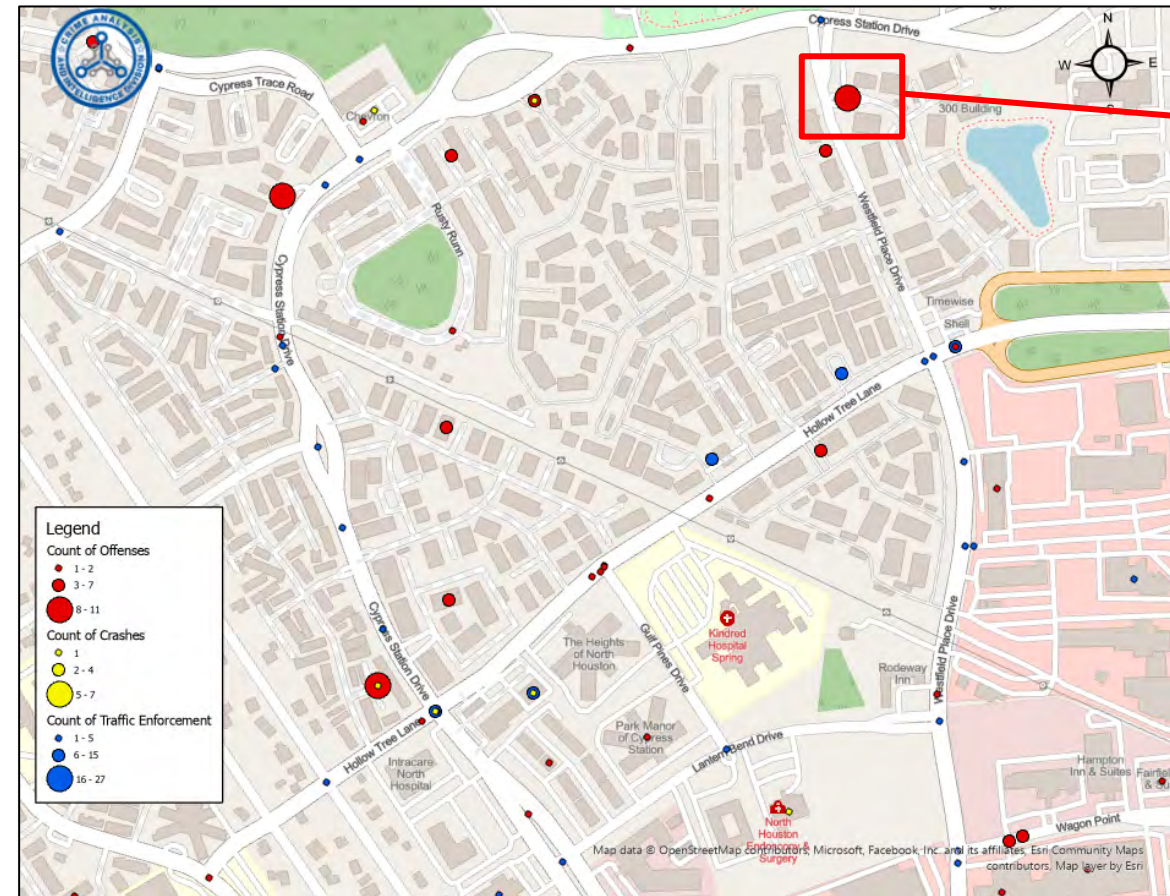 CRIME ANALYSIS
AND INTELLIGENCE DIVISION
Cypress Station Drive
N
W
E
Cypress Trace Road
Chevron
300 Building
Rusty Runn
Westfield Place Drive
Cypress Station Drive
Timewise
Shell
Hollow Tree Lane
Legend
Count of Offenses
1 - 2
3 - 7
8 - 11
Count of Crashes
1
2 - 4
5 - 7
Count of Traffic Enforcement
1 - 5
6 - 15
16 - 27
Cypress Station Drive
The Heights
of North
Houston
Gulf Pines Drive
Kindred
Hospital
Spring
Westfield Place Drive
Rodeway
Inn
Park Manor
of Cypress
Station
Lantern Bend Drive
Hollow Tree Lane
Intracare
North
Hospital
Hampton
Inn & Suites
Fairfield
North
Houston
Endoscopy &
Surgery
Wagon Point
Map data © OpenStreetMap contributors, Microsoft, Facebook, Inc. and its affiliates, Esri Community Maps
contributors, Map layer by Esri